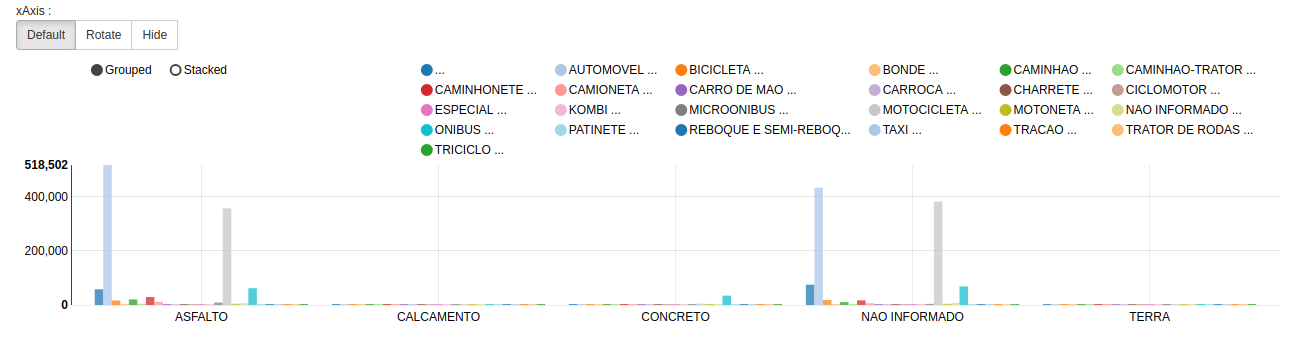 xAxis :
Default Rotate Hide
Grouped Stacked ... AUTOMOVEL ... BICICLETA ... BONDE ... CAMINHAO ... CAMINHAO-TRATOR ...
CAMINHONETE ... CAMIONETA ... CARRO DE MAO ... CARROCA ... CHARRETE ... CICLOMOTOR ...
ESPECIAL ... KOMBI ... MICROONIBUS ... MOTOCICLETA ... MOTONETA ... NAO INFORMADO ...
ONIBUS ... PATINETE ... REBOQUE E SEMI-REBOQ... TAXI ... TRACAO ... TRATOR DE RODAS ...
TRICICLO ...
518,502
400,000
200,000
0
ASFALTO CALCAMENTO CONCRETO NAO INFORMADO TERRA